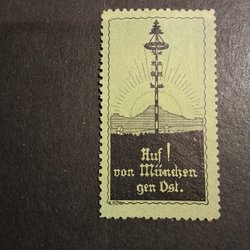 Auf!
von München
gen Ost.